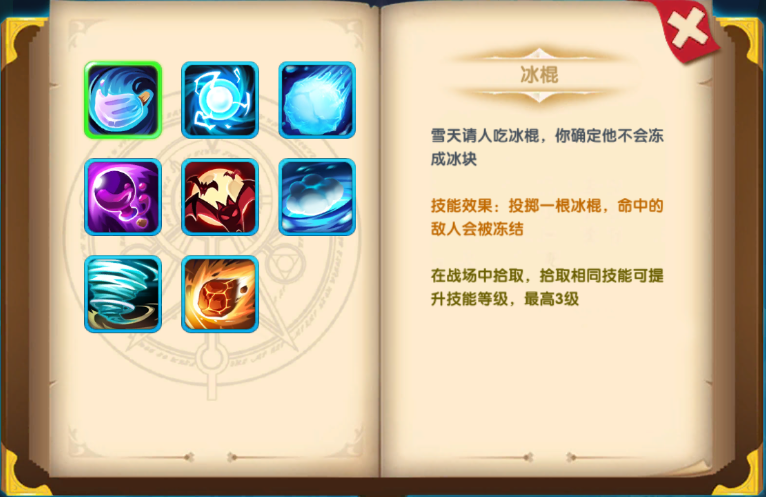 冰棍
雪天请人吃冰棍，你确定他不会冻
成冰块
技能效果：投掷一根冰棍，命中的
敌人会被冻结
在战场中拾取，拾取相同技能可提
升技能等级，最高3级